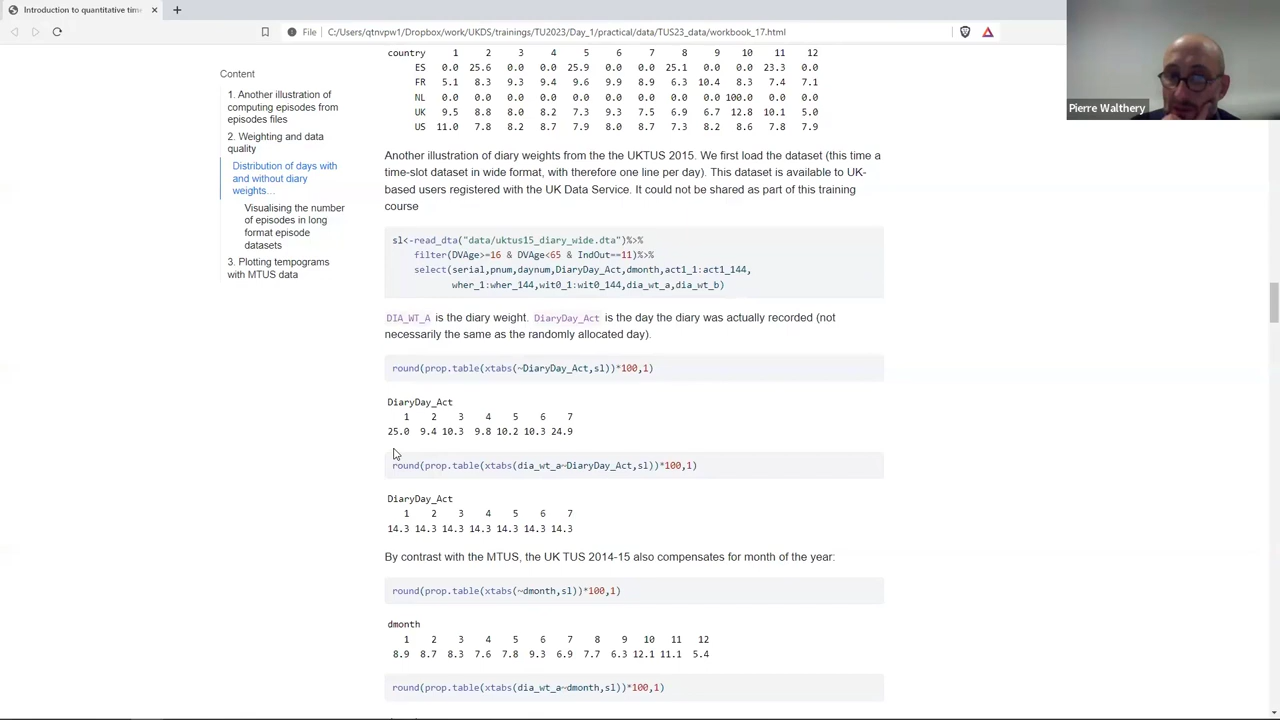 Introduction to quantitative time
File
C:/Users/qtnvpw1/Dropbox/work/UKDS/trainings/TU2023/Day_1/practical/data/TUS23_data/workbook_17.html
Pierre Walthery
Content
1. Another illustration of
computing episodes from
episodes files
2. Weighting and data
quality
Distribution of days with
and without diary
weights...
Visualising the number
of episodes in long
format episode
datasets
3. Plotting tempograms
with MTUS data
country 1 2 3 4 5 6 7 8 9 10 11 12
ES 0.0 25.6 0.0 0.0 25.9 0.0 0.0 25.1 0.0 0.0 23.3 0.0
FR 5.1 8.3 9.3 9.4 9.6 9.9 8.9 6.3 10.4 8.3 7.4 7.1
NL 0.0 0.0 0.0 0.0 0.0 0.0 0.0 0.0 0.0 100.0 0.0 0.0
UK 9.5 8.8 8.0 8.2 7.3 9.3 7.5 6.9 6.7 12.8 10.1 5.0
US 11.0 7.8 8.2 8.7 7.9 8.0 8.7 7.3 8.2 8.6 7.8 7.9
Another illustration of diary weights from the the UKTUS 2015. We first load the dataset (this time a
time-slot dataset in wide format, with therefore one line per day). This dataset is available to UK-
based users registered with the UK Data Service. It could not be shared as part of this training
course
sl<-read_dta("data/uktus15_diary_wide.dta")%>%
filter(DVAge>=16 & DVAge<65 & IndOut==11)%>%
select(serial,pnum,daynum,DiaryDay_Act,dmonth,act1_1:act1_144,
wher_1:wher_144,wit0_1:wit0_144,dia_wt_a,dia_wt_b)
DIA_WT_A is the diary weight. DiaryDay_Act is the day the diary was actually recorded (not
necessarily the same as the randomly allocated day).
round(prop.table(xtabs(~DiaryDay_Act,sl))*100,1)
DiaryDay_Act
1 2 3 4 5 6 7
25.0 9.4 10.3 9.8 10.2 10.3 24.9
round(prop.table(xtabs(dia_wt_a~DiaryDay_Act,sl))*100,1)
DiaryDay_Act
1 2 3 4 5 6 7
14.3 14.3 14.3 14.3 14.3 14.3 14.3
By contrast with the MTUS, the UK TUS 2014-15 also compensates for month of the year:
round(prop.table(xtabs(~dmonth,sl))*100,1)
dmonth
1 2 3 4 5 6 7 8 9 10 11 12
8.9 8.7 8.3 7.6 7.8 9.3 6.9 7.7 6.3 12.1 11.1 5.4
round(prop.table(xtabs(dia_wt_a~dmonth,sl))*100,1)